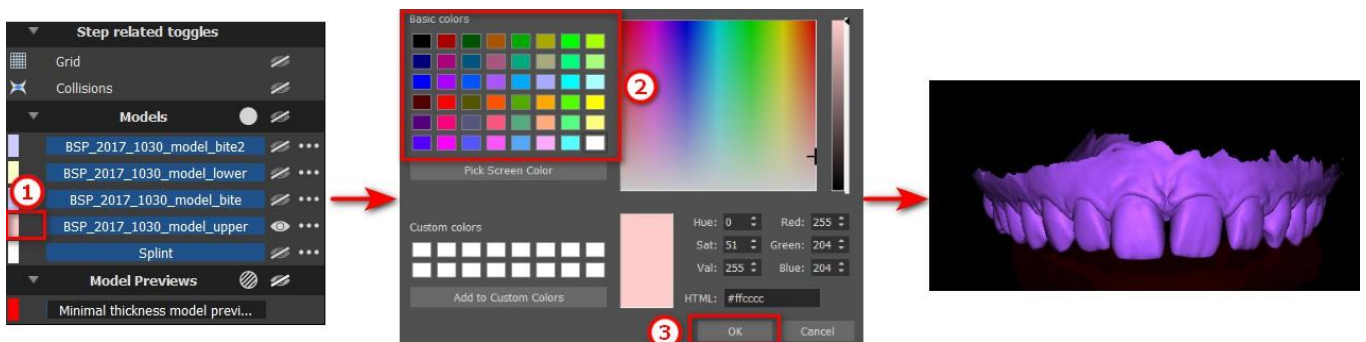 Step related toggles
Grid
Collisions
Models
BSP_2017_1030_model_bite2
BSP_2017_1030_model_lower
1
BSP_2017_1030_model_bite
BSP_2017_1030_model_upper
Splint
Model Previews
Minimal thickness model previ...
Basic colors
2
Pick Screen Color
Custom colors
Add to Custom Colors
Hue: 0 Red: 255
Sat: 51 Green: 204
Val: 255 Blue: 204
HTML: #ffcccc
3
OK Cancel